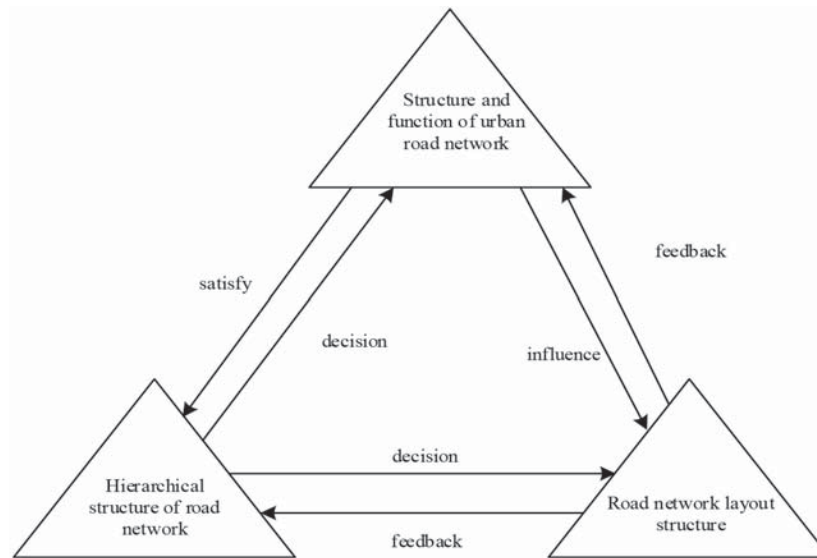 Structure and
function of urban
road network
feedback
satisfy
decision
influence
decision
Hierarchical
structure of road
network
Road network layout
structure
feedback